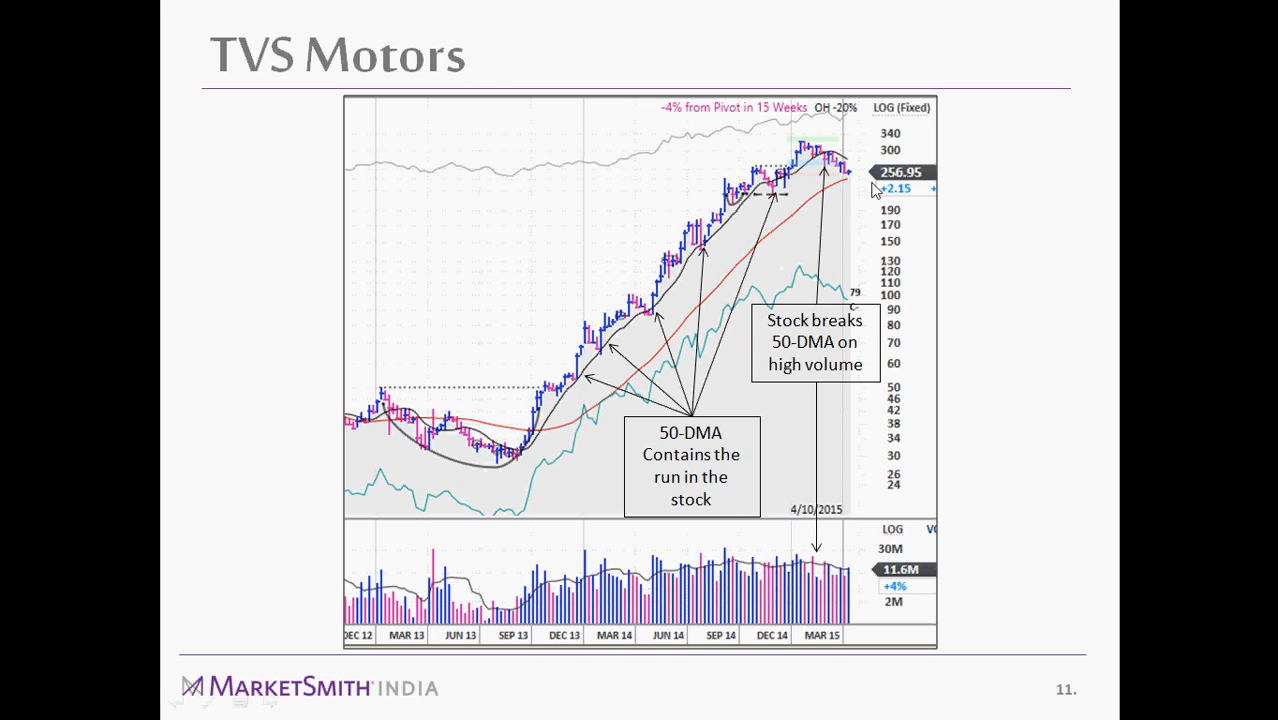 TVS Motors
-4% from Pivot in 15 Weeks OH -20% LOG (Fixed)
340
300
256.95
+2.15 +
190
170
150
130
120
110
100
90
80
70
60
50
46
42
38
34
30
26
24
79
C-
Stock breaks
50-DMA on
high volume
50-DMA
Contains the
run in the
stock
4/10/2015
LOG
30M
11.6M
+4%
2M
DEC 12 MAR 13 JUN 13 SEP 13 DEC 13 MAR 14 JUN 14 SEP 14 DEC 14 MAR 15
MARKETSMITH INDIA
11.